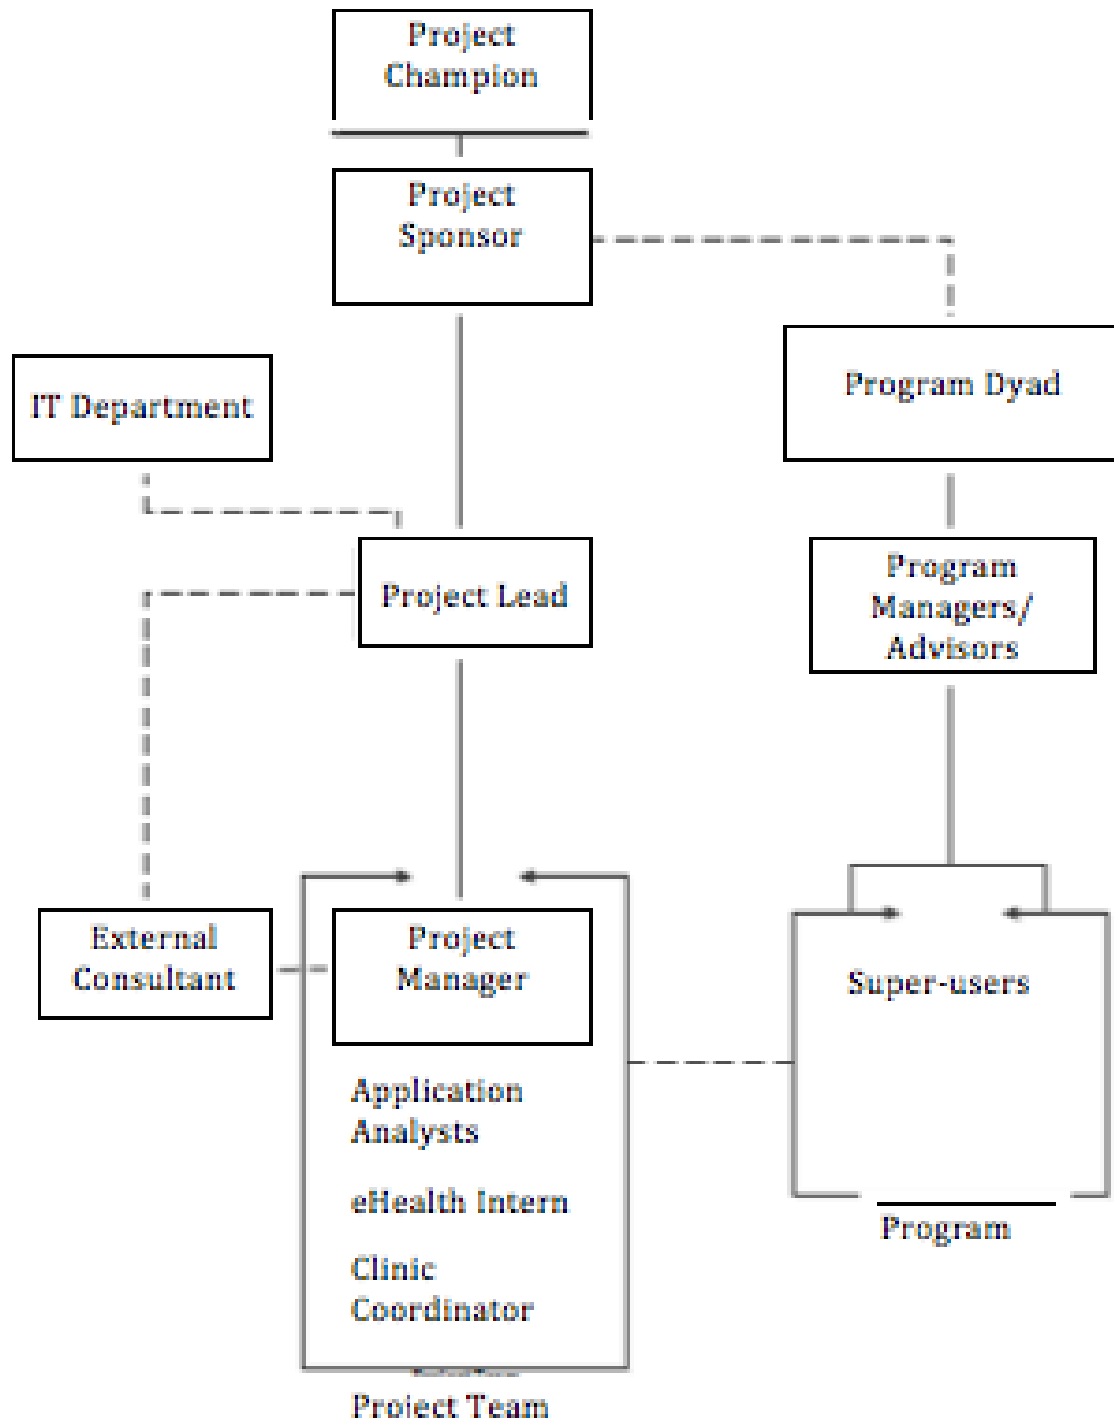 Project
Champion
Project
Sponsor
Program Dyad
IT Department
Project Lead
Program
Managers/
Advisors
External
Consultant
Project
Manager
Super-users
Application
Analysts
eHealth Intern
Clinic
Coordinator
Program
Project Team